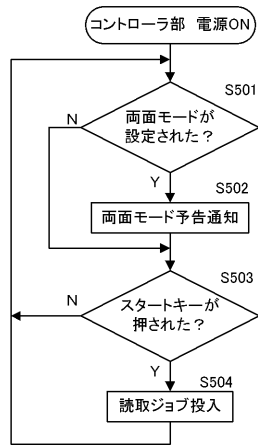 コントローラ部 電源ON
S501
両面モードが
設定された？
N
Y
S502
両面モード予告通知
S503
スタートキーが
押された？
N
Y
S504
読取ジョブ投入